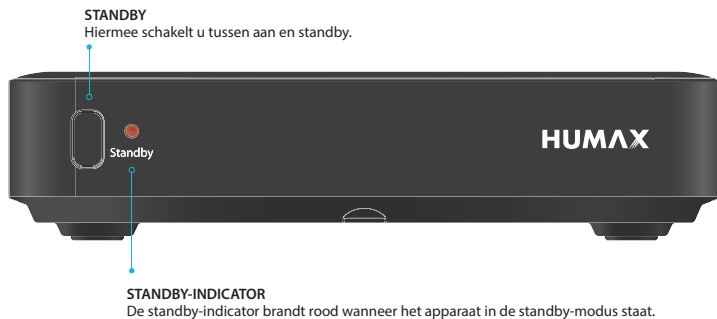 STANDBY
Hiermee schakelt u tussen aan en standby.
HUMAX
Standby
STANDBY-INDICATOR
De standby-indicator brandt rood wanneer het apparaat in de standby-modus staat.